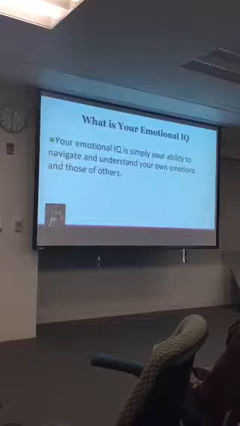 What is Your Emotional IQ
Your emotional IQ is simply your ability to
navigate and understand your own emotions
and those of others.